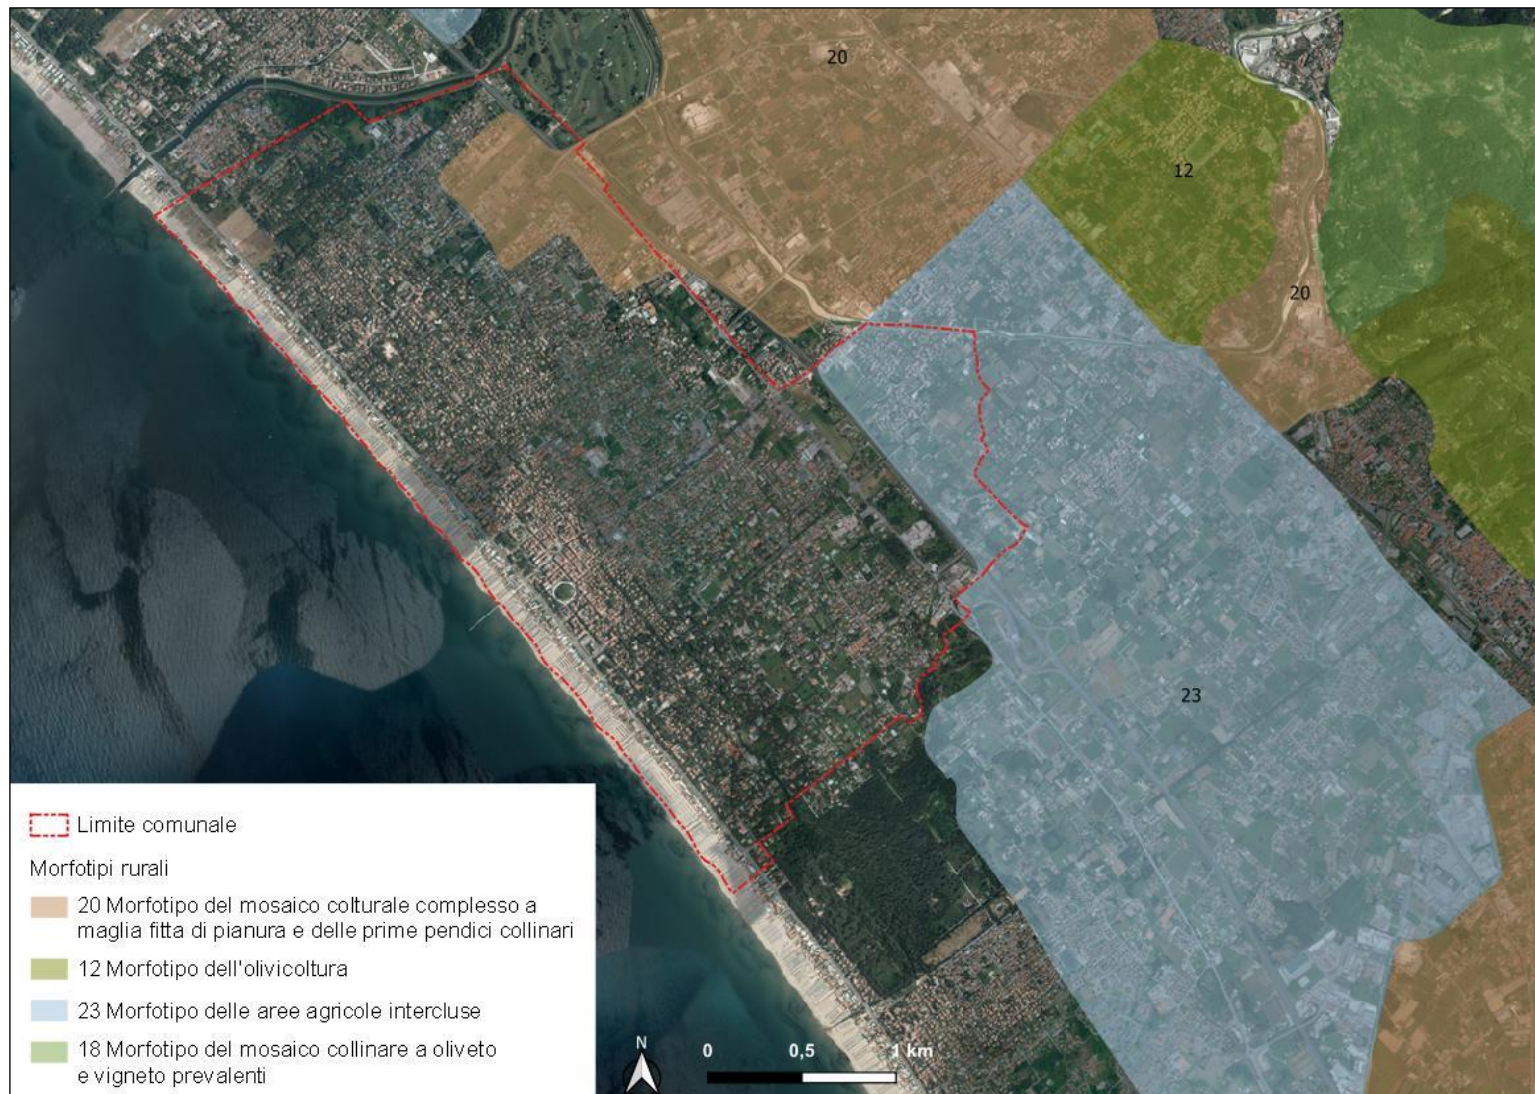 20
12
20
23
Limite comunale
Morfotipi rurali
20 Morfotipo del mosaico colturale complesso a
maglia fitta di pianura e delle prime pendici collinari
12 Morfotipo dell'olivicoltura
23 Morfotipo delle aree agricole intercluse
18 Morfotipo del mosaico collinare a oliveto
e vigneto prevalenti
N
0 0,5 1 km